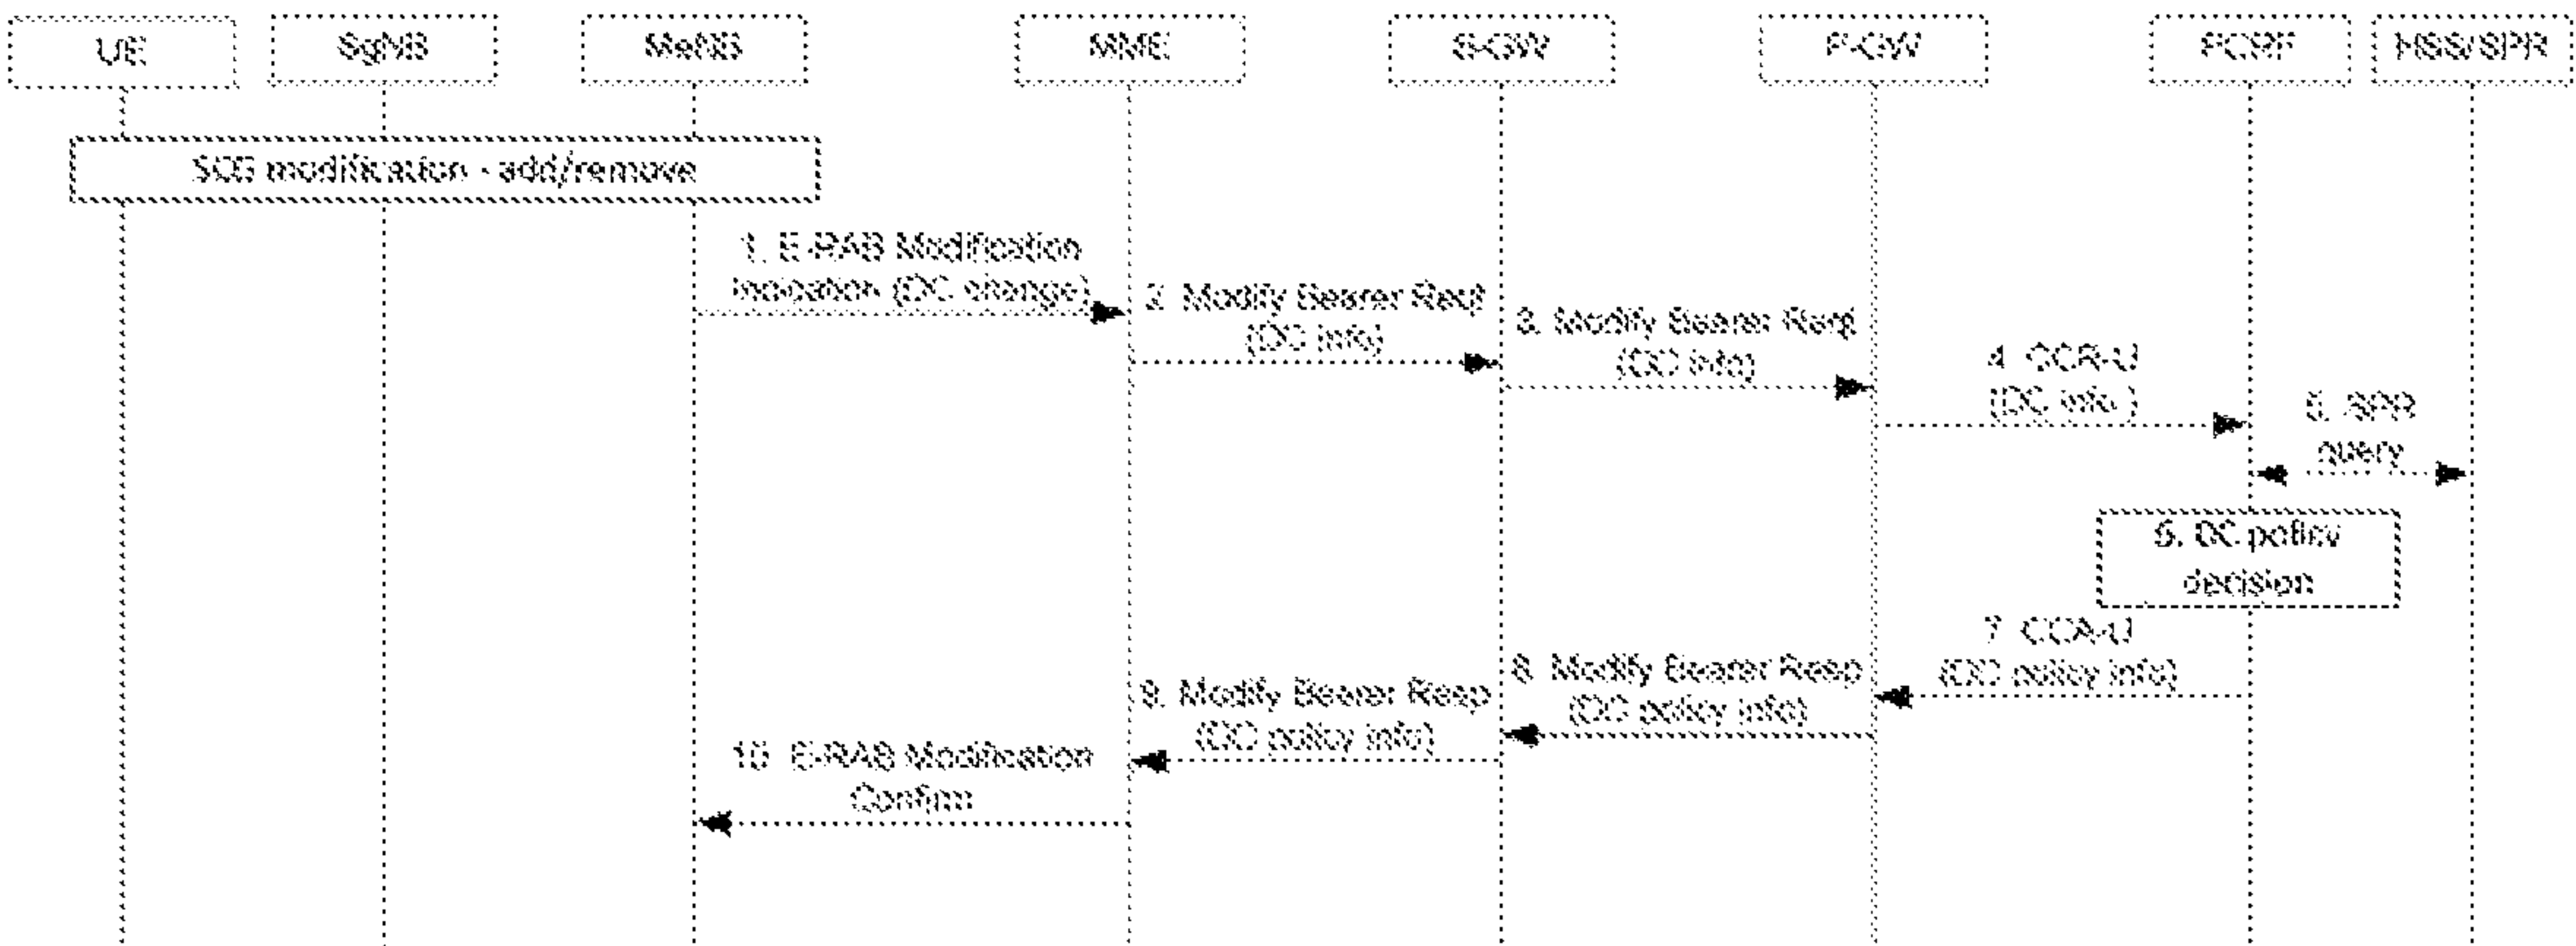 UE
SgNB
MeNB
MME
S-GW
P-GW
PCRF
HSS/SPR
SCG modification - add/remove
1. E-RAB Modification
Indication (DC change)
2. Modify Bearer Req
(DC info)
3. Modify Bearer Req
(DC info)
4. CCR-U
(DC info )
5. SPR
query
6. DC policy
decision
7. CCA-U
(DC policy info)
8. Modify Bearer Resp
(DC policy info)
9. Modify Bearer Resp
(DC policy info)
10. E-RAB Modification
Confirm